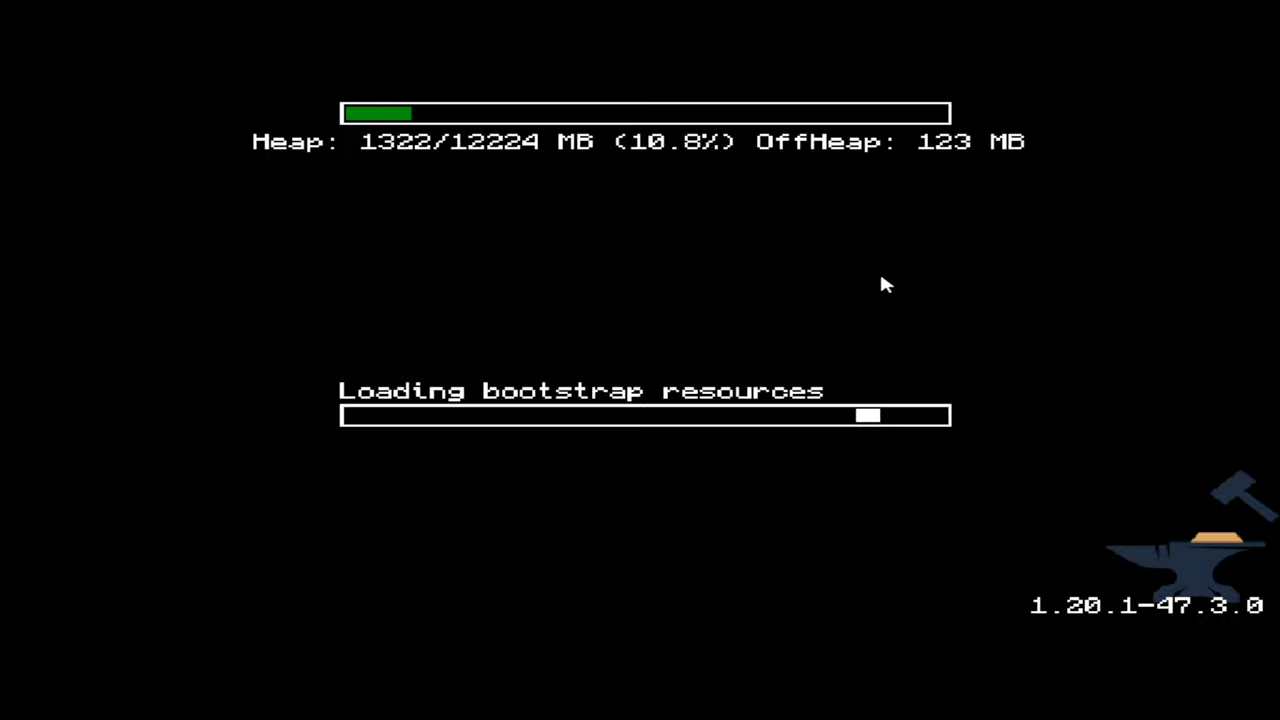 Heap: 1322/12224 MB (10.8%) OffHeap: 123 MB
Loading bootstrap resources
1.20.1-47.3.0